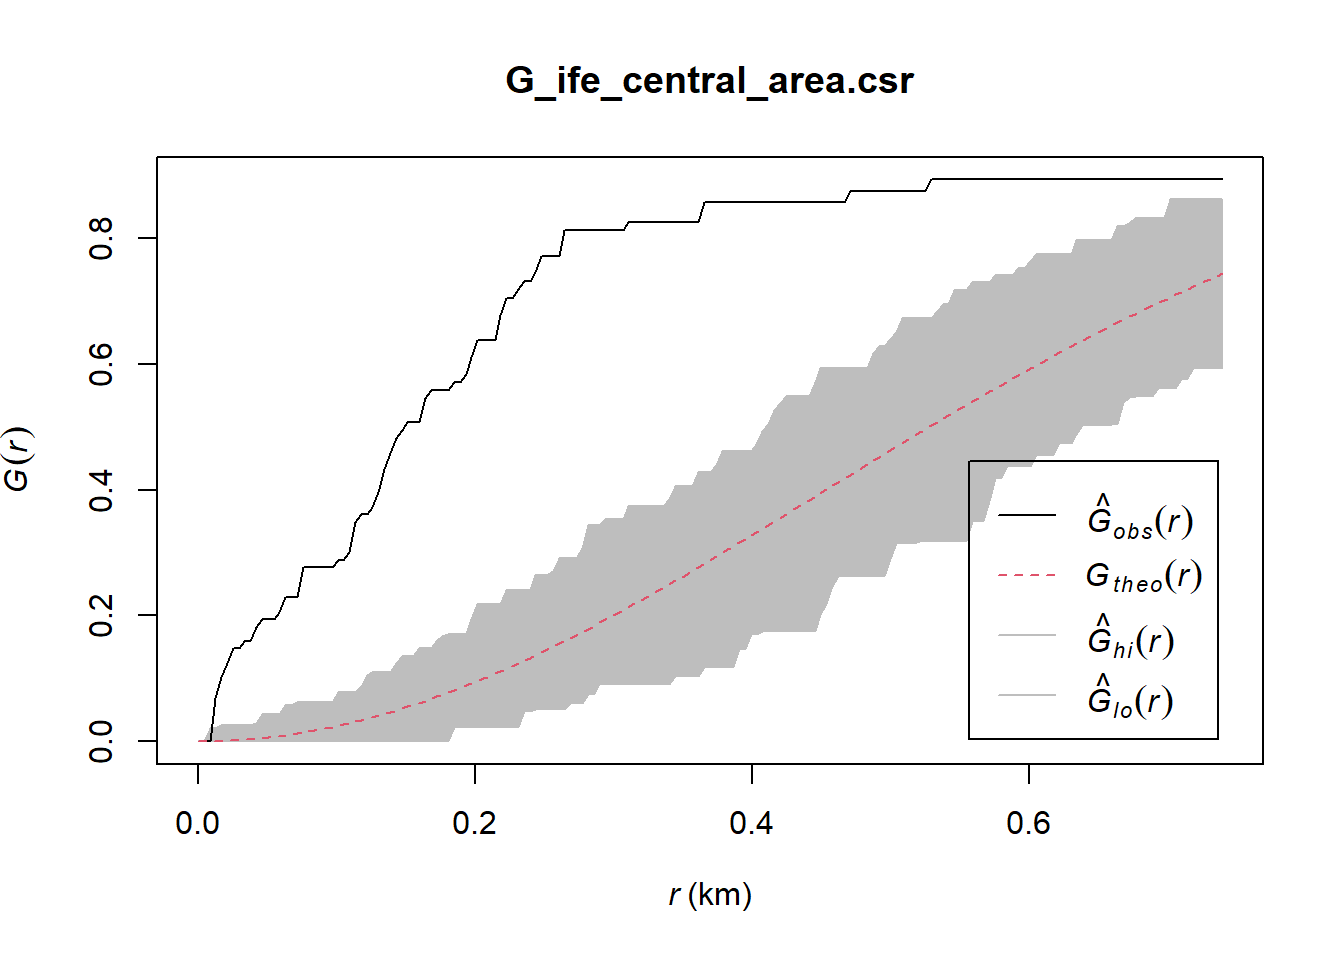 G_ife_central_area.csr
G(r)
0.8
0.6
0.4
0.2
0.0
Ĝobs(r)
Gtheo(r)
Ĝhi(r)
Ĝlo(r)
0.0 0.2 0.4 0.6
r (km)